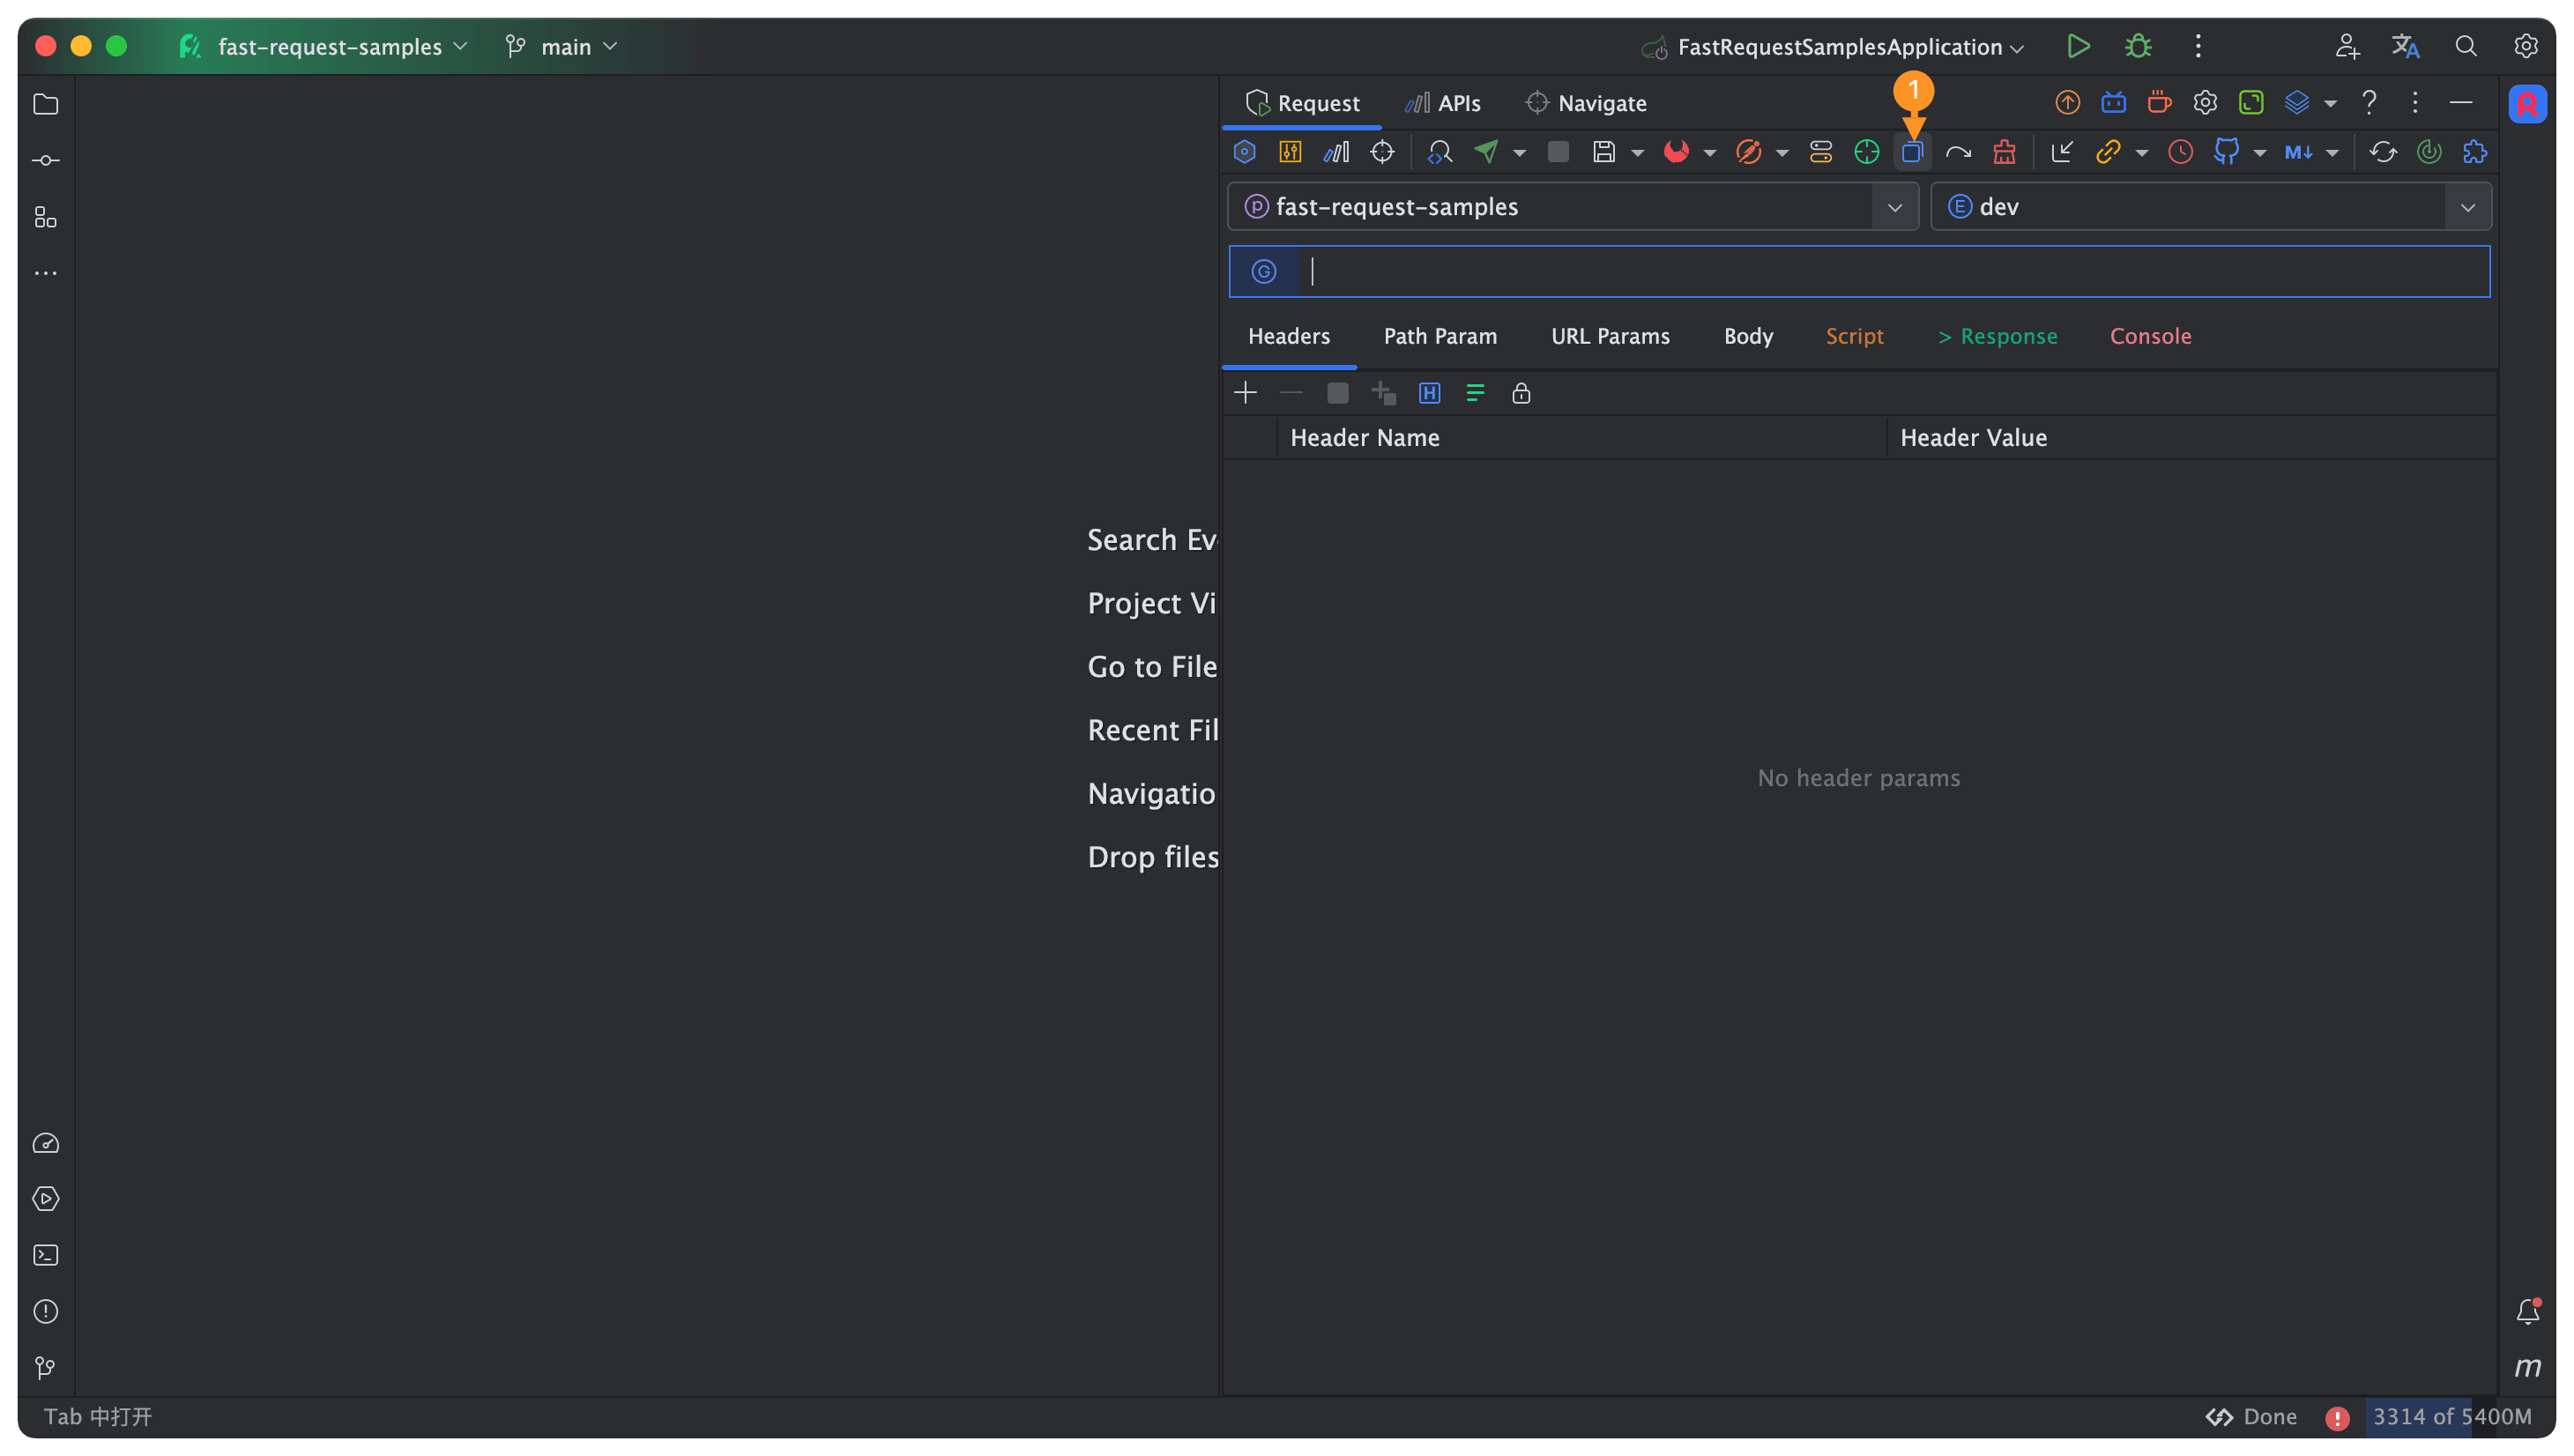 fast-request-samples main FastRequestSamplesApplication
1
Request APIs Navigate
M↓
P fast-request-samples E dev
G
Headers Path Param URL Params Body Script > Response Console
H
Header Name Header Value
Search Ev
Project Vi
Go to File
Recent Fil
No header params
Navigatio
Drop files
m
Tab 中打开 Done 3314 of 5400M